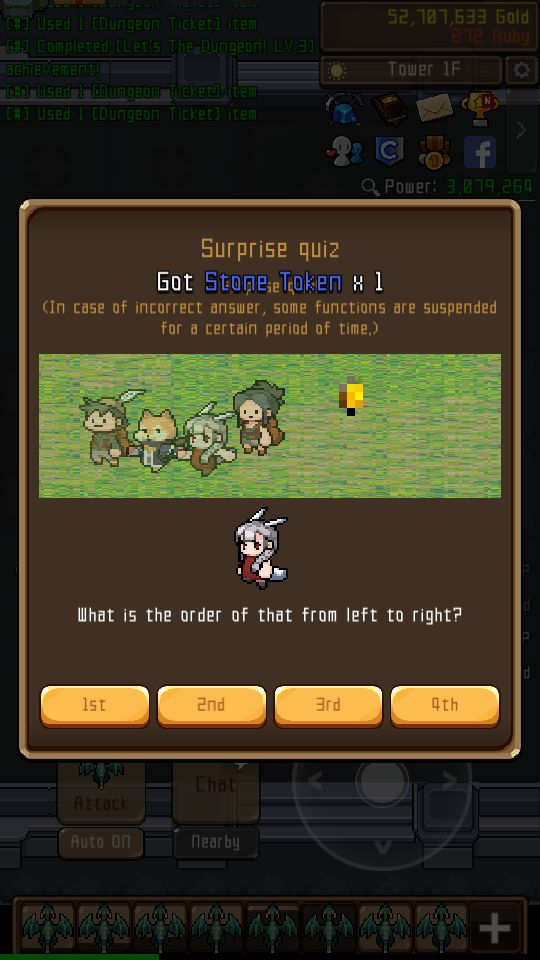 [#] Used 1 [Dungeon Ticket] item
[#] Completed [Let's The Dungeon! LV.3]
achievement!
[#] Used 1 [Dungeon Ticket] item
[#] Used 1 [Dungeon Ticket] item
52,707,633 Gold
272 Ruby
Tower 1F
N
C
f
Power: 3,079,264
Surprise quiz
Got Stone Token x 1
(In case of incorrect answer, some functions are suspended
for a certain period of time.)
What is the order of that from left to right?
1st
2nd
3rd
4th
Attack
Chat
Auto ON
Nearby